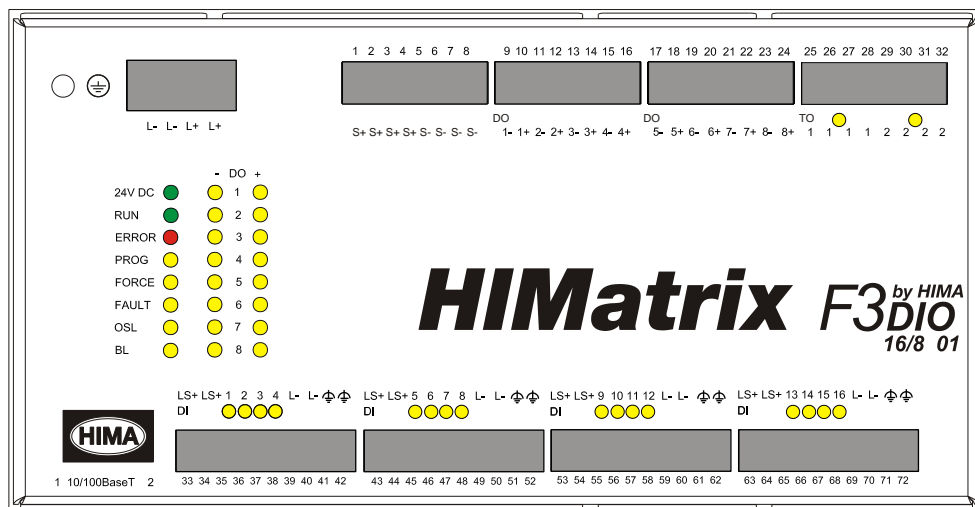 1 2 3 4 5 6 7 8 9 10 11 12 13 14 15 16 17 18 19 20 21 22 23 24 25 26 27 28 29 30 31 32
DO DO TO
L- L- L+ L+ S+ S+ S+ S+ S- S- S- S- 1- 1+ 2- 2+ 3- 3+ 4- 4+ 5- 5+ 6- 6+ 7- 7+ 8- 8+ 1 1 1 1 2 2 2 2
- DO +
24V DC 1
RUN 2
ERROR 3
PROG 4
FORCE 5
FAULT 6
OSL 7
BL 8
HIMatrix F3 by HIMA
DIO
16/8 01
LS+ LS+ 1 2 3 4 L- L- LS+ LS+ 5 6 7 8 L- L- LS+ LS+ 9 10 11 12 L- L- LS+ LS+ 13 14 15 16 L- L-
DI DI DI DI
HIMA
1 10/100BaseT 2 33 34 35 36 37 38 39 40 41 42 43 44 45 46 47 48 49 50 51 52 53 54 55 56 57 58 59 60 61 62 63 64 65 66 67 68 69 70 71 72